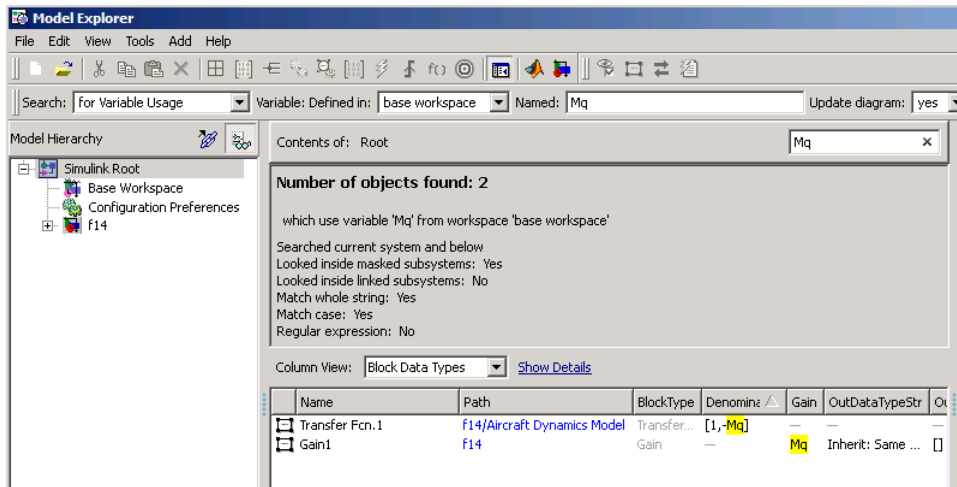 Model Explorer
File Edit View Tools Add Help
Search: for Variable Usage Variable: Defined in: base workspace Named: Mq Update diagram: yes
Model Hierarchy
Contents of: Root Mq
Simulink Root
Base Workspace
Configuration Preferences
f14
Number of objects found: 2
which use variable 'Mq' from workspace 'base workspace'
Searched current system and below
Looked inside masked subsystems: Yes
Looked inside linked subsystems: No
Match whole string: Yes
Match case: Yes
Regular expression: No
Column View: Block Data Types Show Details
Name Path BlockType Denomina Gain OutDataTypeStr
Transfer Fcn.1 f14/Aircraft Dynamics Model Transfer... [1,-Mq] — — —
Gain1 f14 Gain — Mq Inherit: Same ... []